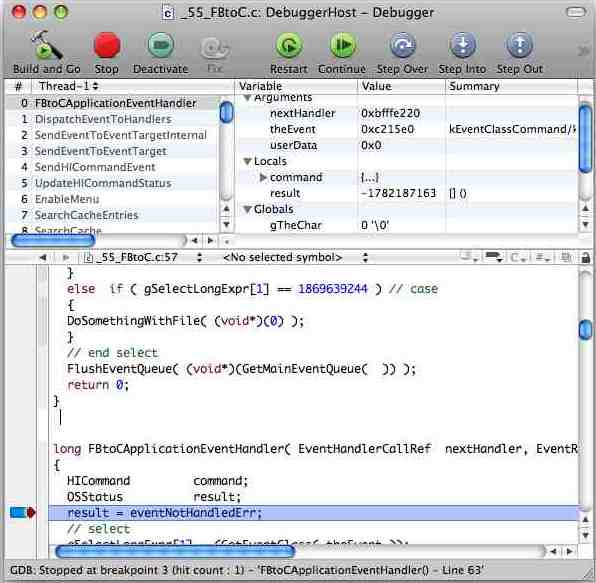 _55_FBtoC.c: DebuggerHost – Debugger
Build and Go Stop Deactivate Fix Restart Continue Step Over Step Into Step Out
# Thread-1 Variable Value Summary
0 FBtoCApplicationEventHandler
1 DispatchEventToHandlers
2 SendEventToEventTargetInternal
3 SendEventToEventTarget
4 SendHICommandEvent
5 UpdateHICommandStatus
6 EnableMenu
7 SearchCacheEntries
8 SearchCache
Arguments
nextHandler 0xbfffe220
theEvent 0xc215e0 kEventClassCommand/k
userData 0x0
Locals
command {...}
result -1782187163 [] ()
Globals
gTheChar 0 '\0'
_55_FBtoC.c:57 <No selected symbol> C #
}
else if ( gSelectLongExpr[1] == 1869639244 ) // case
{
DoSomethingWithFile( (void*)(0) );
}
// end select
FlushEventQueue( (void*)(GetMainEventQueue( )) );
return 0;
}
long FBtoCApplicationEventHandler( EventHandlerCallRef nextHandler, EventR
{
HICommand command;
OSStatus result;
result = eventNotHandledErr;
// select
gSelectLongExpr[1] = (GetEventClass( theEvent ));
GDB: Stopped at breakpoint 3 (hit count : 1) - 'FBtoCApplicationEventHandler() - Line 63'